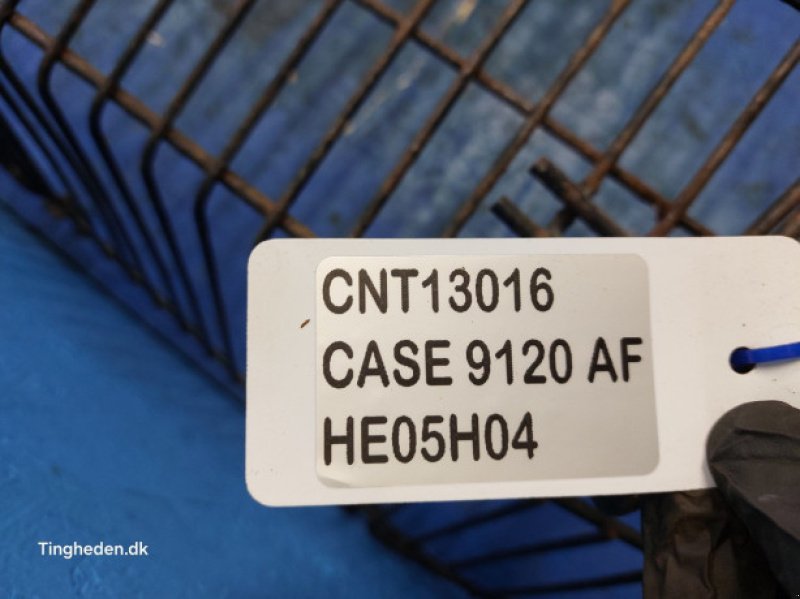 CNT13016
CASE 9120 AF
HE05H04
Tingheden.dk